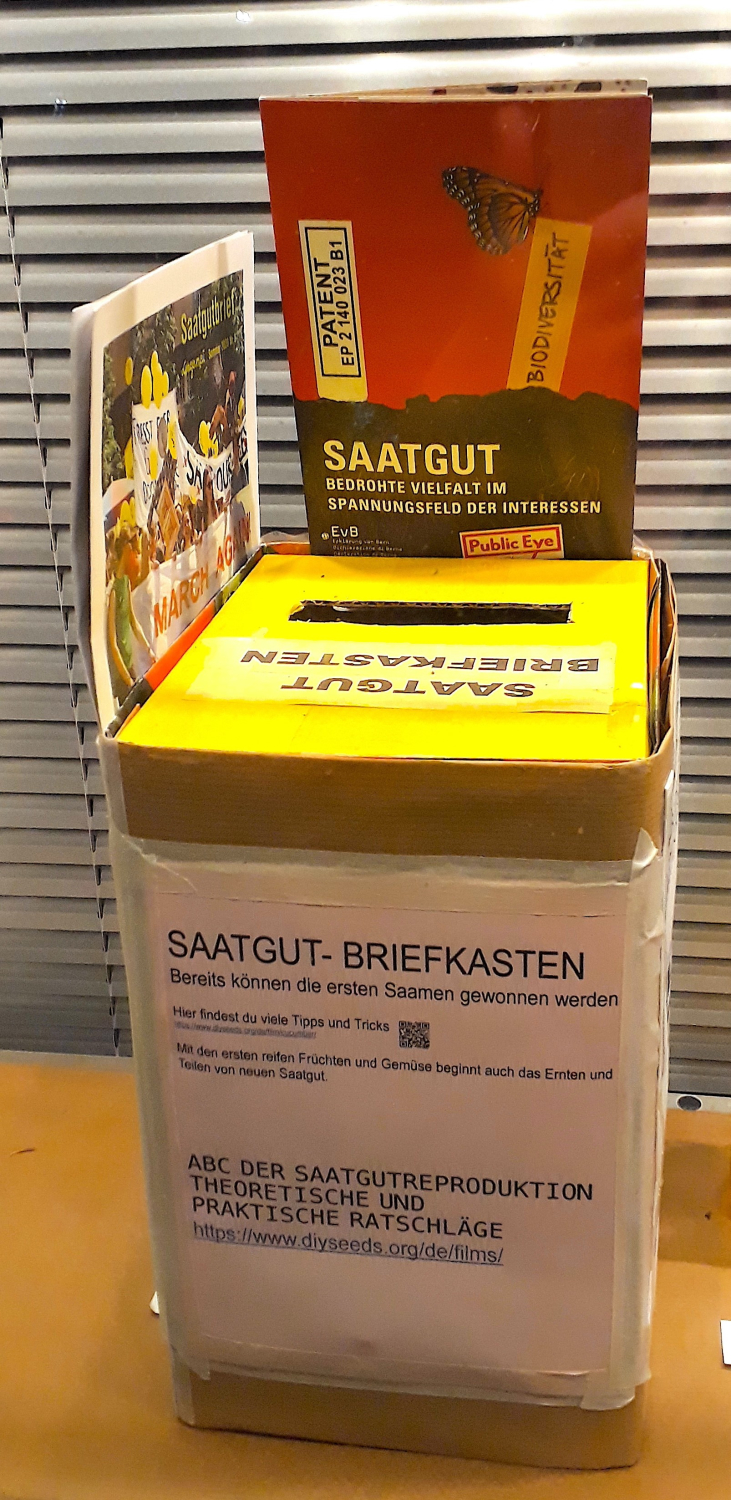 PATENT
EP 2 140 023 B1
BIODIVERSITÄT
SAATGUT
BEDROHTE VIELFALT IM
SPANNUNGSFELD DER INTERESSEN
EvB
Erklärung von Bern
Public Eye
Saatgutbrief
MARCH AGAIN
SAATGUT
BRIEFKASTEN
SAATGUT- BRIEFKASTEN
Bereits können die ersten Saamen gewonnen werden
Hier findest du viele Tipps und Tricks
Mit den ersten reifen Früchten und Gemüse beginnt auch das Ernten und
Teilen von neuen Saatgut.
ABC DER SAATGUTREPRODUKTION
THEORETISCHE UND
PRAKTISCHE RATSCHLÄGE
https://www.diyseeds.org/de/films/